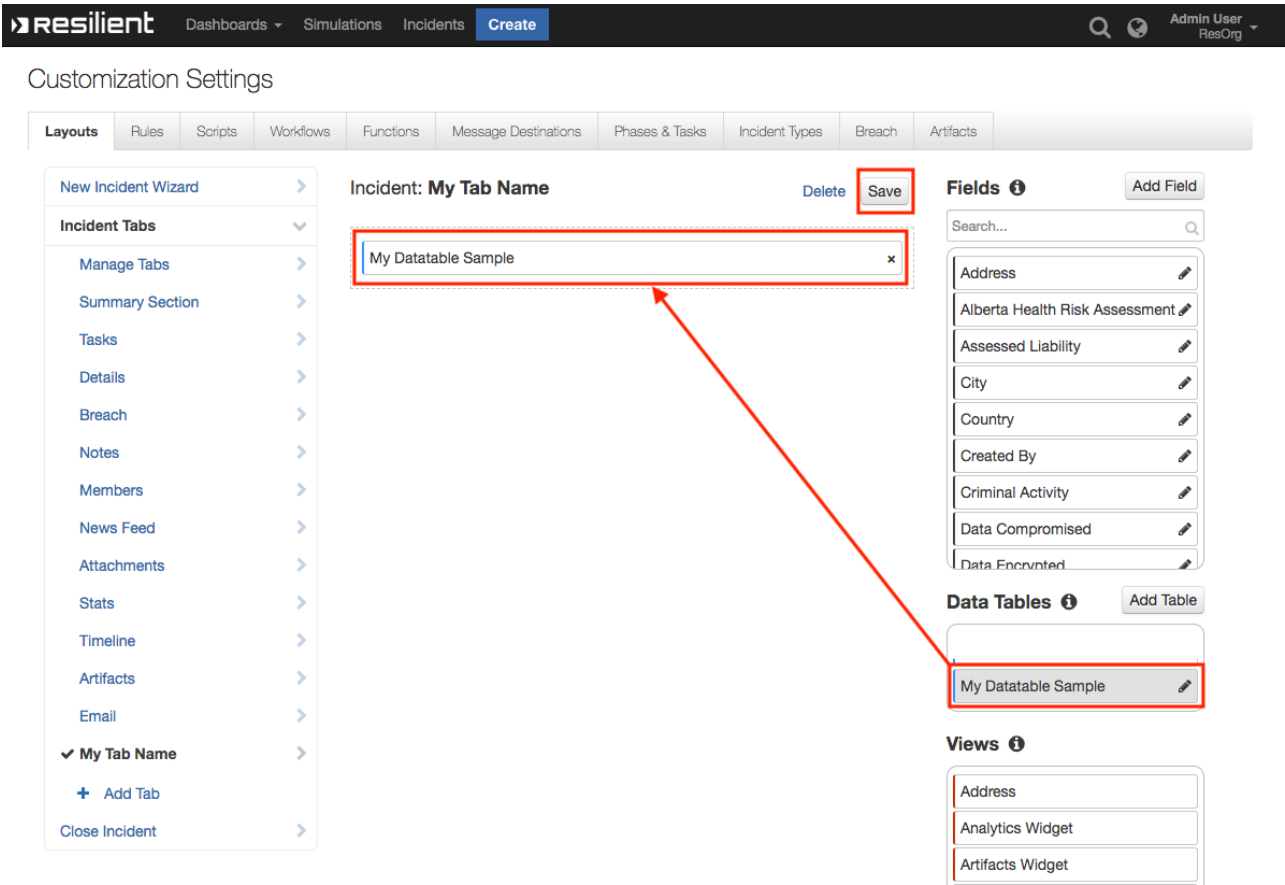 Resilient Dashboards Simulations Incidents Create Admin User
ResOrg
Customization Settings
Layouts Rules Scripts Workflows Functions Message Destinations Phases & Tasks Incident Types Breach Artifacts
New Incident Wizard
Incident Tabs
Manage Tabs
Summary Section
Tasks
Details
Breach
Notes
Members
News Feed
Attachments
Stats
Timeline
Artifacts
Email
My Tab Name
Add Tab
Close Incident
Incident: My Tab Name Delete Save
My Datatable Sample
Fields Add Field
Search...
Address
Alberta Health Risk Assessment
Assessed Liability
City
Country
Created By
Criminal Activity
Data Compromised
Data Encrypted
Data Tables Add Table
My Datatable Sample
Views
Address
Analytics Widget
Artifacts Widget